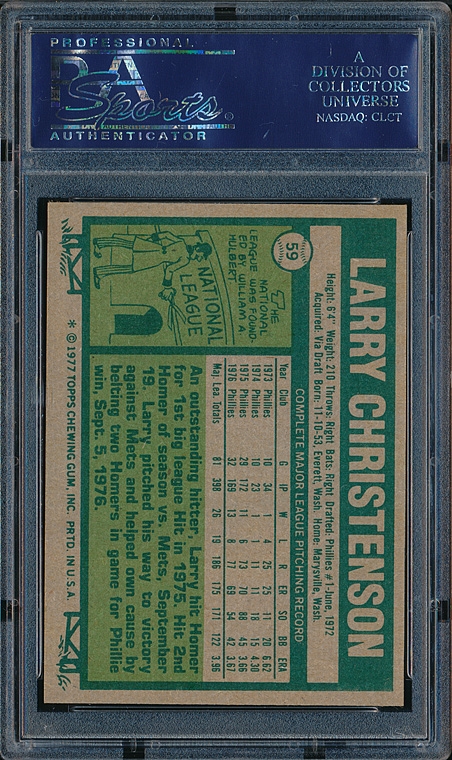 PROFESSIONAL
PSA
Sports
AUTHENTICATOR
A
DIVISION OF
COLLECTORS
UNIVERSE
NASDAQ: CLCT
59
LARRY CHRISTENSON
Height: 6'4" Weight: 210 Throws: Right Bats: Right Drafted: Phillies #1-June, 1972
Acquired: Via Draft Born: 11-10-53, Everett, Wash. Home: Marysville, Wash.
COMPLETE MAJOR LEAGUE PITCHING RECORD
Year Club G IP W L R ER SO BB ERA
1973 Phillies 10 34 1 4 25 25 11 20 6.62
1974 Phillies 10 23 1 1 11 11 18 15 4.30
1975 Phillies 29 172 11 6 73 70 88 45 3.66
1976 Phillies 32 169 13 8 77 69 54 42 3.67
Maj. Lea. Totals 81 398 26 19 186 175 171 122 3.96
THE
NATIONAL
LEAGUE WAS FOUND-
ED BY WILLIAM A.
HULBERT
NATIONAL
LEAGUE
An outstanding hitter, Larry hit Homer
for 1st big league Hit in 1975. Hit 2nd
Homer of season vs. Mets, September
19. Larry pitched his way to victory
against Mets and helped own cause by
belting two Homers in game for Phillie
win, Sept. 5, 1976.
* © 1977 TOPPS CHEWING GUM, INC. PRTD. IN U.S.A.